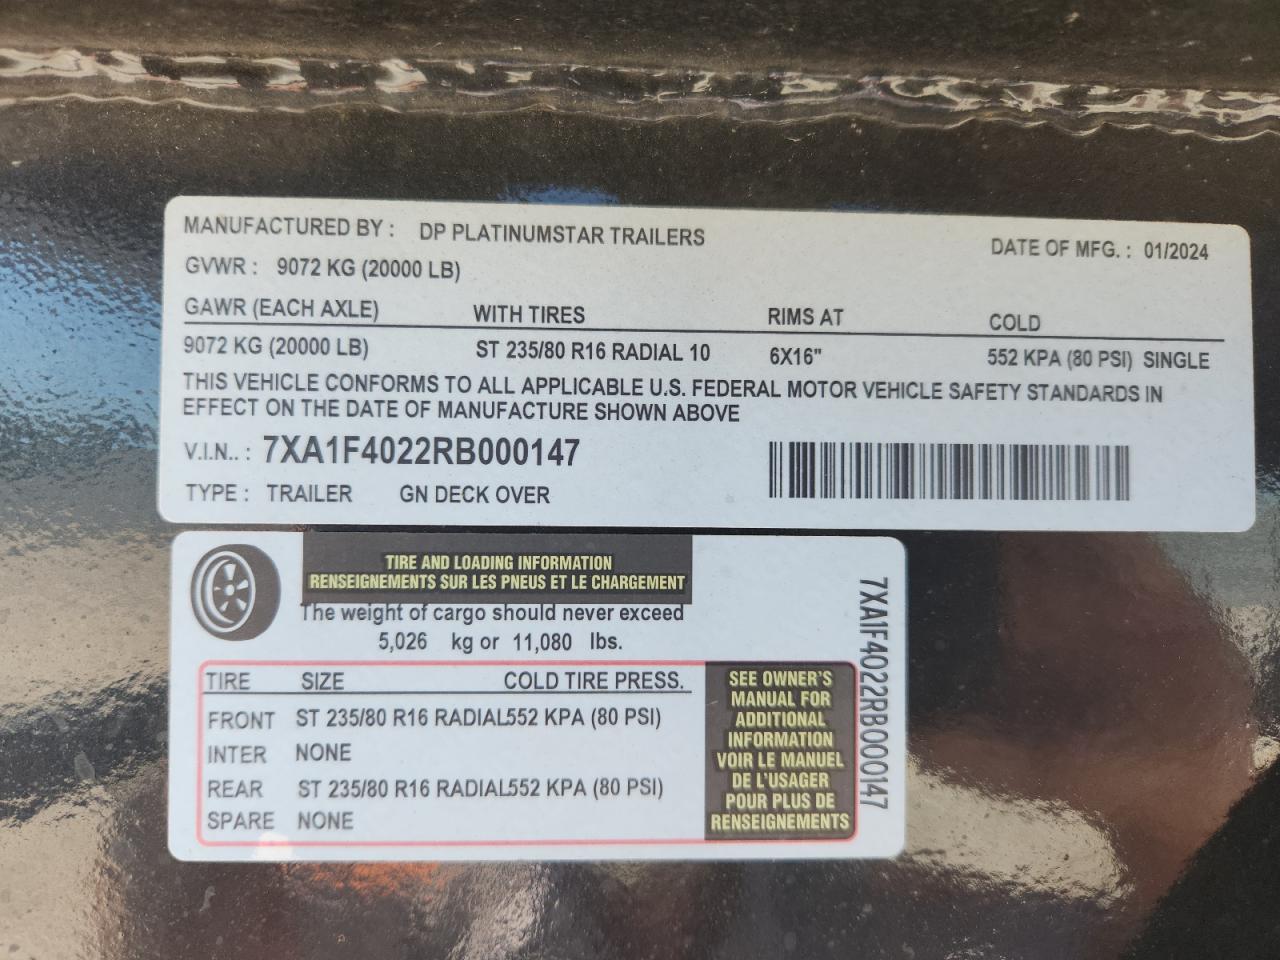 MANUFACTURED BY : DP PLATINUMSTAR TRAILERS DATE OF MFG. : 01/2024
GVWR : 9072 KG (20000 LB)
GAWR (EACH AXLE) WITH TIRES RIMS AT COLD
9072 KG (20000 LB) ST 235/80 R16 RADIAL 10 6X16" 552 KPA (80 PSI) SINGLE
THIS VEHICLE CONFORMS TO ALL APPLICABLE U.S. FEDERAL MOTOR VEHICLE SAFETY STANDARDS IN
EFFECT ON THE DATE OF MANUFACTURE SHOWN ABOVE
V.I.N.. : 7XA1F4022RB000147
TYPE : TRAILER GN DECK OVER
TIRE AND LOADING INFORMATION
RENSEIGNEMENTS SUR LES PNEUS ET LE CHARGEMENT
The weight of cargo should never exceed
5,026 kg or 11,080 lbs.
TIRE SIZE COLD TIRE PRESS.
FRONT ST 235/80 R16 RADIAL552 KPA (80 PSI)
INTER NONE
REAR ST 235/80 R16 RADIAL552 KPA (80 PSI)
SPARE NONE
SEE OWNER'S
MANUAL FOR
ADDITIONAL
INFORMATION
VOIR LE MANUEL
DE L'USAGER
POUR PLUS DE
RENSEIGNEMENTS
7XA1F4022RB000147